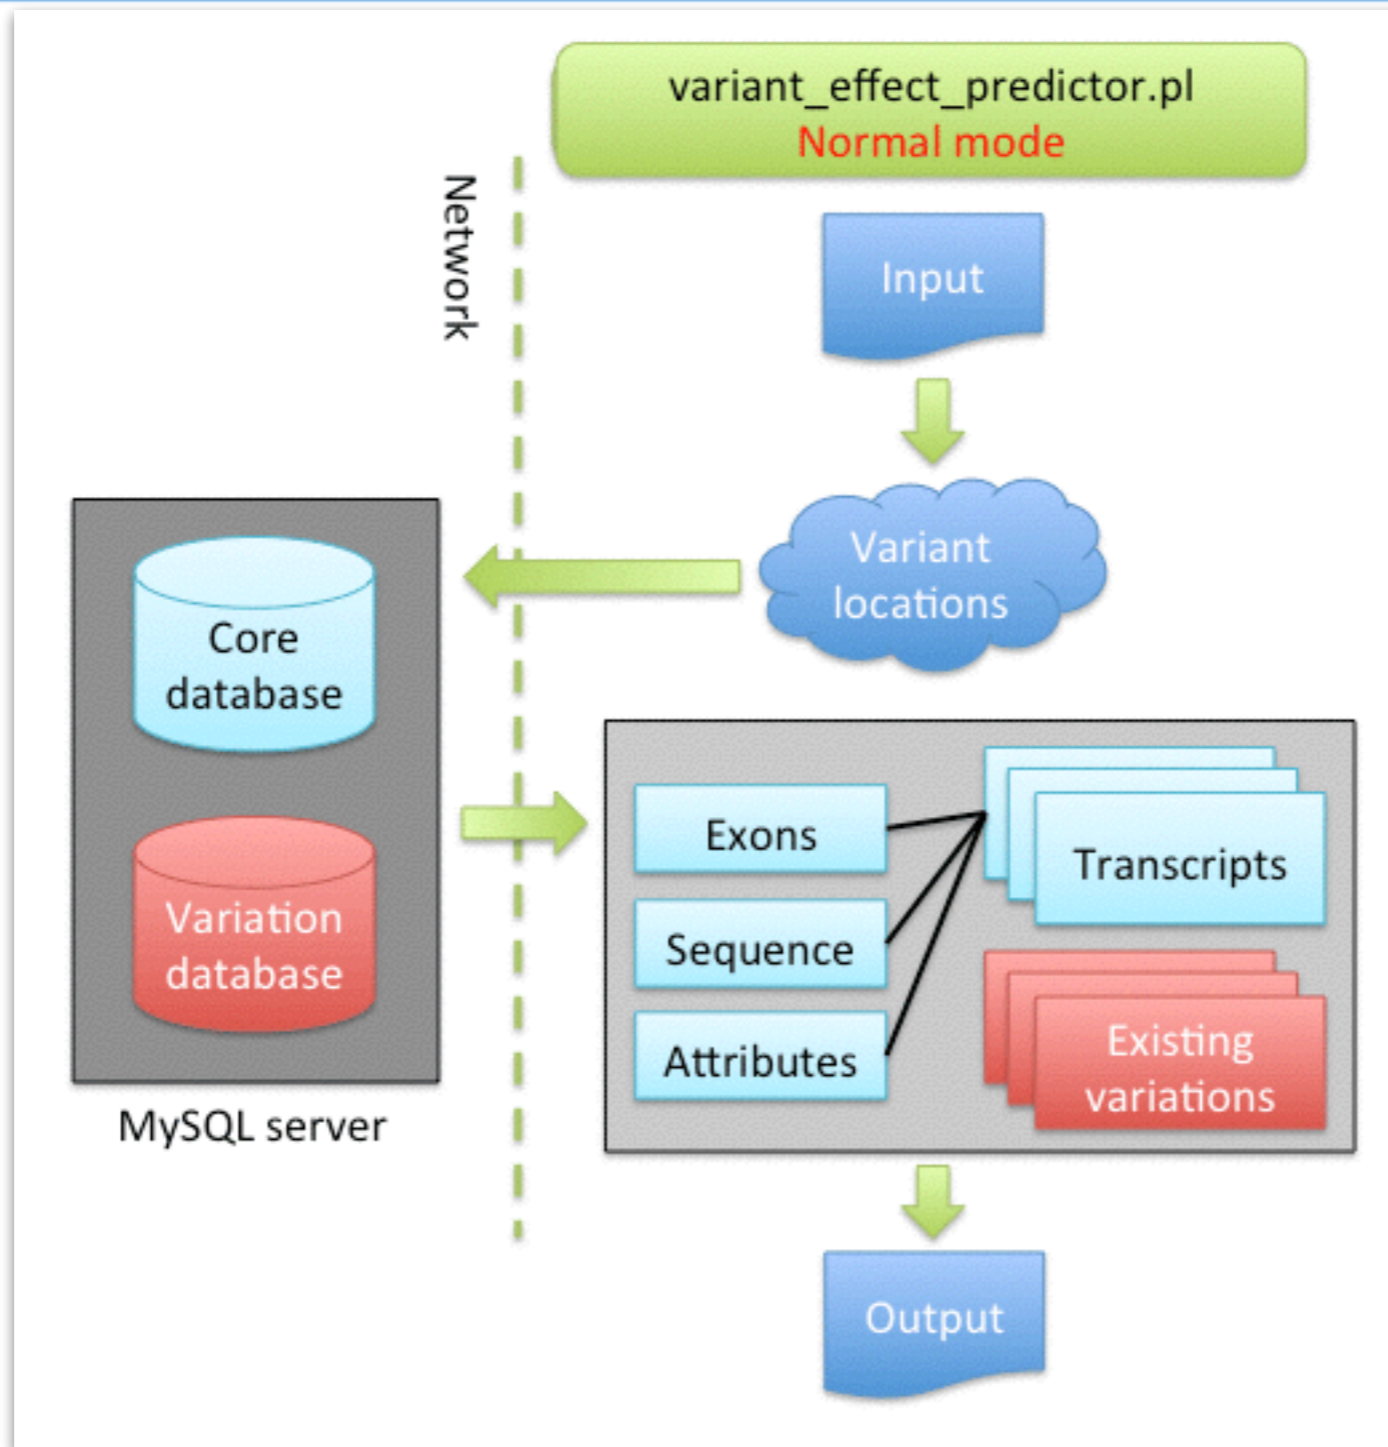 variant_effect_predictor.pl
Normal mode
Network
Input
Variant
locations
Core
database
Variation
database
MySQL server
Exons
Sequence
Attributes
Transcripts
Existing
variations
Output